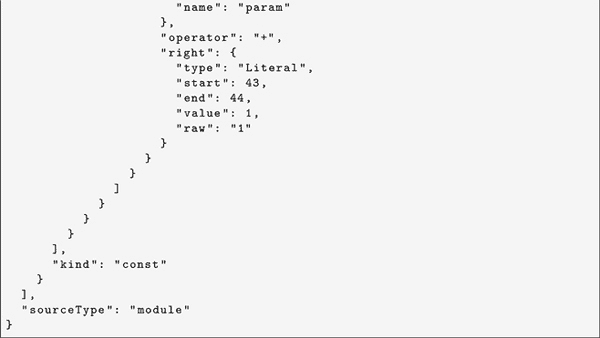 "name": "param"
                    },
                    "operator": "+",
                    "right": {
                      "type": "Literal",
                      "start": 43,
                      "end": 44,
                      "value": 1,
                      "raw": "1"
                    }
                  }
                }
              ]
            }
          }
        }
      ],
      "kind": "const"
    }
  ],
  "sourceType": "module"
}